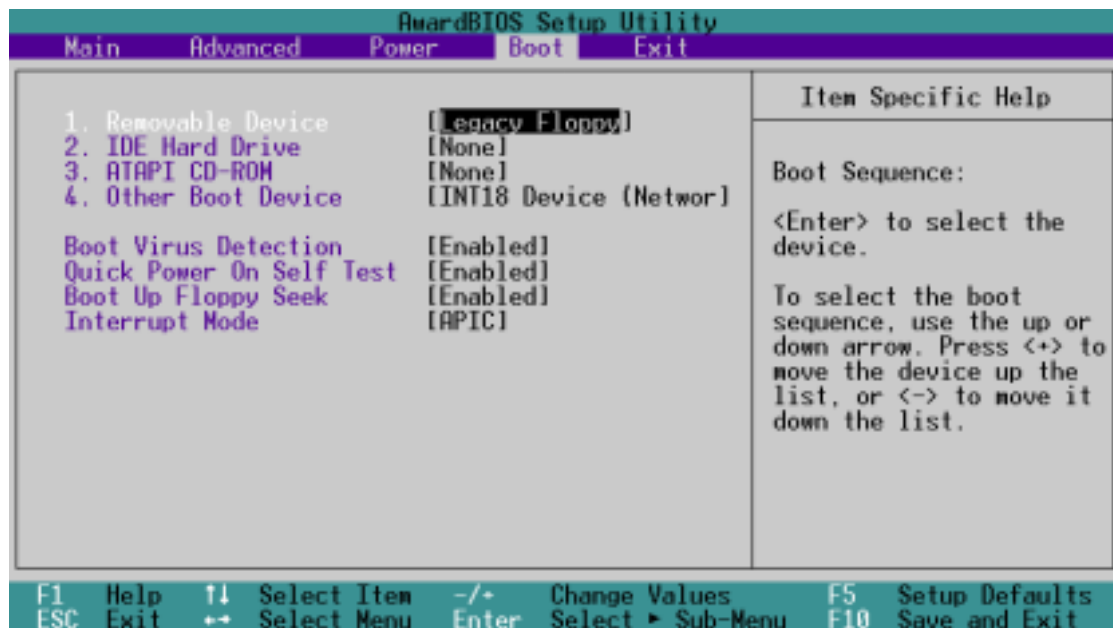 AwardBIOS Setup Utility
Main Advanced Power Boot Exit
1. Removable Device [Legacy Floppy]
2. IDE Hard Drive [None]
3. ATAPI CD-ROM [None]
4. Other Boot Device [INT18 Device (Networ]
Boot Virus Detection [Enabled]
Quick Power On Self Test [Enabled]
Boot Up Floppy Seek [Enabled]
Interrupt Mode [APIC]
Item Specific Help
Boot Sequence:
<Enter> to select the
device.
To select the boot
sequence, use the up or
down arrow. Press <+> to
move the device up the
list, or <-> to move it
down the list.
F1 Help ↑↓ Select Item -/+ Change Values F5 Setup Defaults
ESC Exit ←→ Select Menu Enter Select ► Sub-Menu F10 Save and Exit